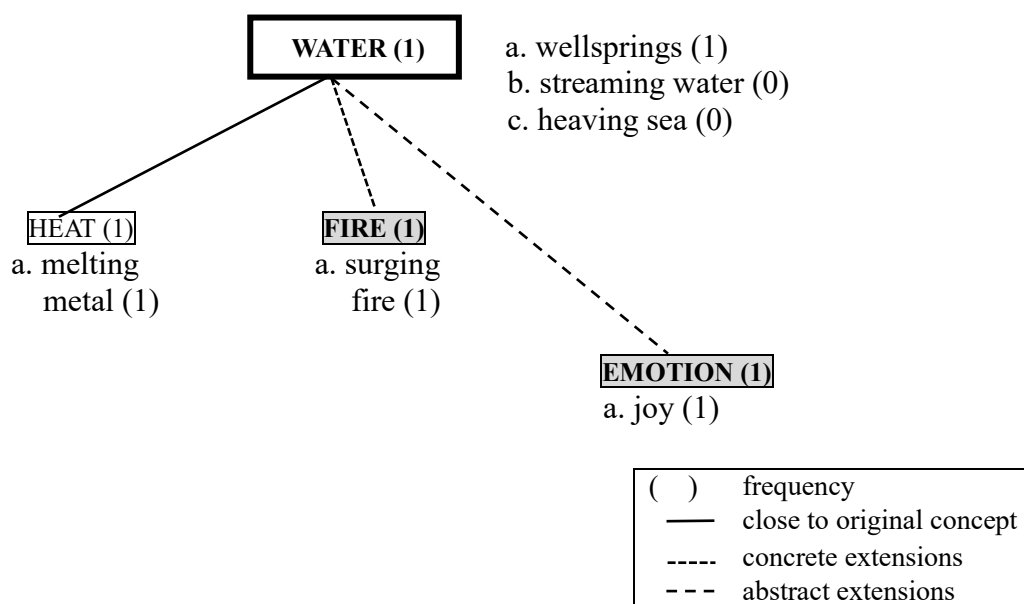 WATER (1)
a. wellsprings (1)
b. streaming water (0)
c. heaving sea (0)
HEAT (1)
a. melting
metal (1)
FIRE (1)
a. surging
fire (1)
EMOTION (1)
a. joy (1)
( ) frequency
close to original concept
concrete extensions
abstract extensions